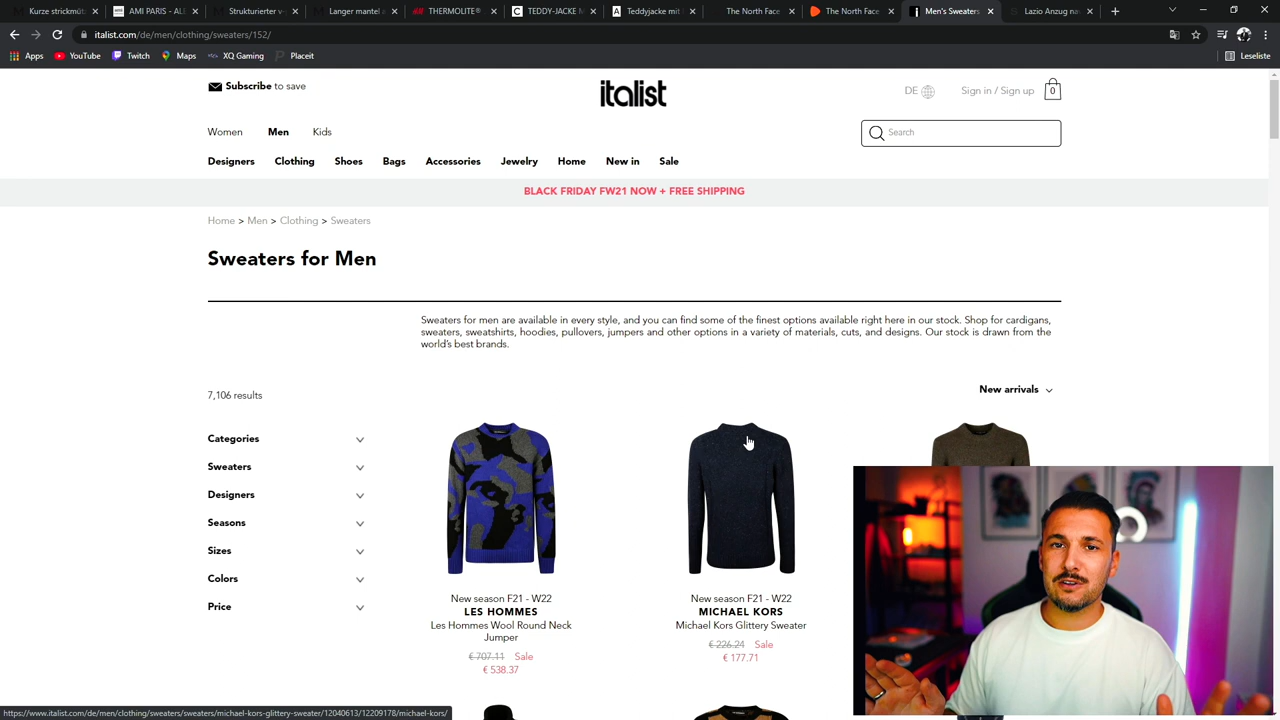 Kurze strickmüt
AMI PARIS - AL
Strukturierter v-
Langer mantel
THERMOLITE®
TEDDYJACKE
Teddyjacke mit
The North Face
The North Face
Men's Sweaters
Lazio Anzug na
italist.com/de/men/clothing/sweaters/152/
Apps YouTube Twitch Maps XQ Gaming Placeit Leseliste
Subscribe to save
italist
DE Sign in / Sign up 0
Women Men Kids
Search
Designers Clothing Shoes Bags Accessories Jewelry Home New in Sale
BLACK FRIDAY FW21 NOW + FREE SHIPPING
Home > Men > Clothing > Sweaters
Sweaters for Men
Sweaters for men are available in every style, and you can find some of the finest options available right here in our stock. Shop for cardigans,
sweaters, sweatshirts, hoodies, pullovers, jumpers and other options in a variety of materials, cuts, and designs. Our stock is drawn from the
world's best brands.
7,106 results
New arrivals
Categories
Sweaters
Designers
Seasons
Sizes
Colors
Price
New season F21 - W22
LES HOMMES
Les Hommes Wool Round Neck
Jumper
€ 707.11 Sale
€ 538.37
New season F21 - W22
MICHAEL KORS
Michael Kors Glittery Sweater
€ 226.24 Sale
€ 177.71
https://www.italist.com/de/men/clothing/sweaters/sweaters/michael-kors-glittery-sweater/12040613/12209178/michael-kors/